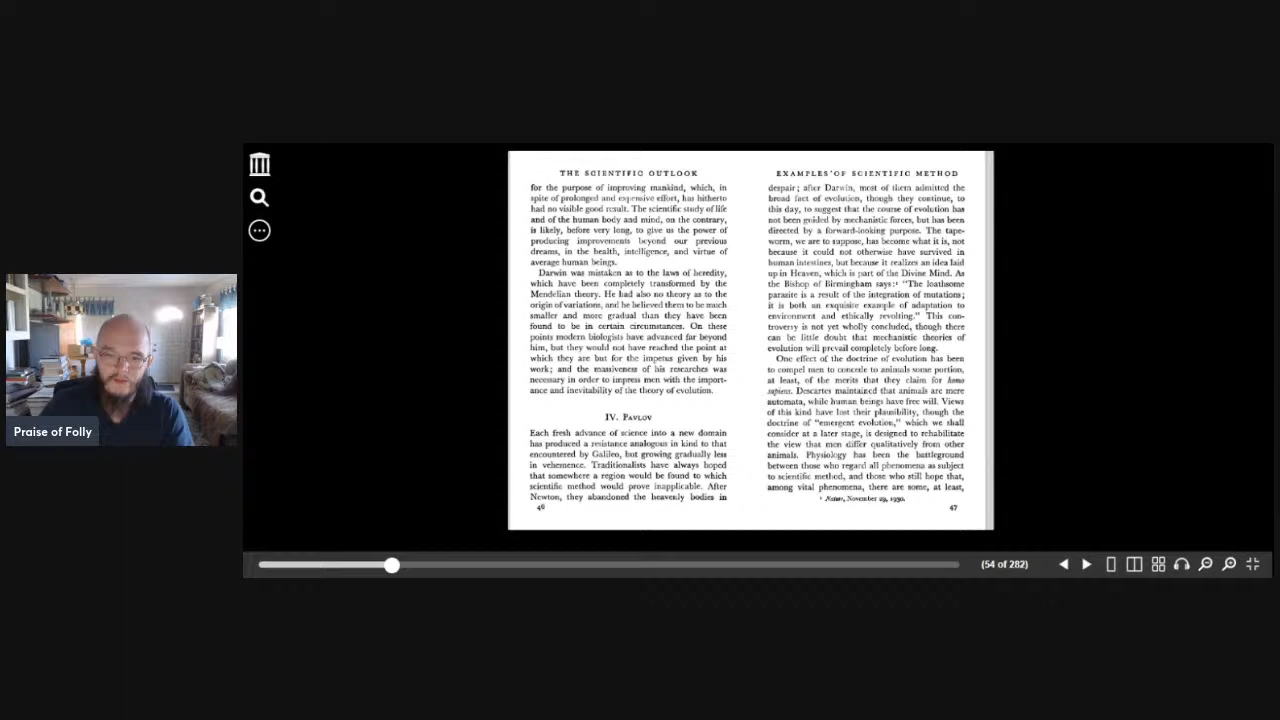 THE SCIENTIFIC OUTLOOK
for the purpose of improving mankind, which, in
spite of prolonged and expensive effort, has hitherto
had no visible good result. The scientific study of life
and of the human body and mind, on the contrary,
is likely, before very long, to give us the power of
producing improvements beyond our previous
dreams, in the health, intelligence, and virtue of
average human beings.
Darwin was mistaken as to the laws of heredity,
which have been completely transformed by the
Mendelian theory. He had also no theory as to the
origin of variations, and he believed them to be much
smaller and more gradual than they have been
found to be in certain circumstances. On these
points modern biologists have advanced far beyond
him, but they would not have reached the point at
which they are but for the impetus given by his
work; and the massiveness of his researches was
necessary in order to impress men with the import-
ance and inevitability of the theory of evolution.
IV. PAVLOV
Each fresh advance of science into a new domain
has produced a resistance analogous in kind to that
encountered by Galileo, but growing gradually less
in vehemence. Traditionalists have always hoped
that somewhere a region would be found to which
scientific method would prove inapplicable. After
Newton, they abandoned the heavenly bodies in
46
EXAMPLES OF SCIENTIFIC METHOD
despair; after Darwin, most of them admitted the
broad fact of evolution, though they continue, to
this day, to suggest that the course of evolution has
not been guided by mechanistic forces, but has been
directed by a forward-looking purpose. The tape-
worm, we are to suppose, has become what it is, not
because it could not otherwise have survived in
human intestines, but because it realizes an idea laid
up in Heaven, which is part of the Divine Mind. As
the Bishop of Birmingham says:¹ "The loathsome
parasite is a result of the integration of mutations;
it is both an exquisite example of adaptation to
environment and ethically revolting." This con-
troversy is not yet wholly concluded, though there
can be little doubt that mechanistic theories of
evolution will prevail completely before long.
One effect of the doctrine of evolution has been
to compel men to concede to animals some portion,
at least, of the merits that they claim for homo
sapiens. Descartes maintained that animals are mere
automata, while human beings have free will. Views
of this kind have lost their plausibility, though the
doctrine of "emergent evolution," which we shall
consider at a later stage, is designed to rehabilitate
the view that men differ qualitatively from other
animals. Physiology has been the battleground
between those who regard all phenomena as subject
to scientific method, and those who still hope that,
among vital phenomena, there are some, at least,
¹ Nature, November 29, 1930.
47
Praise of Folly
(54 of 282)